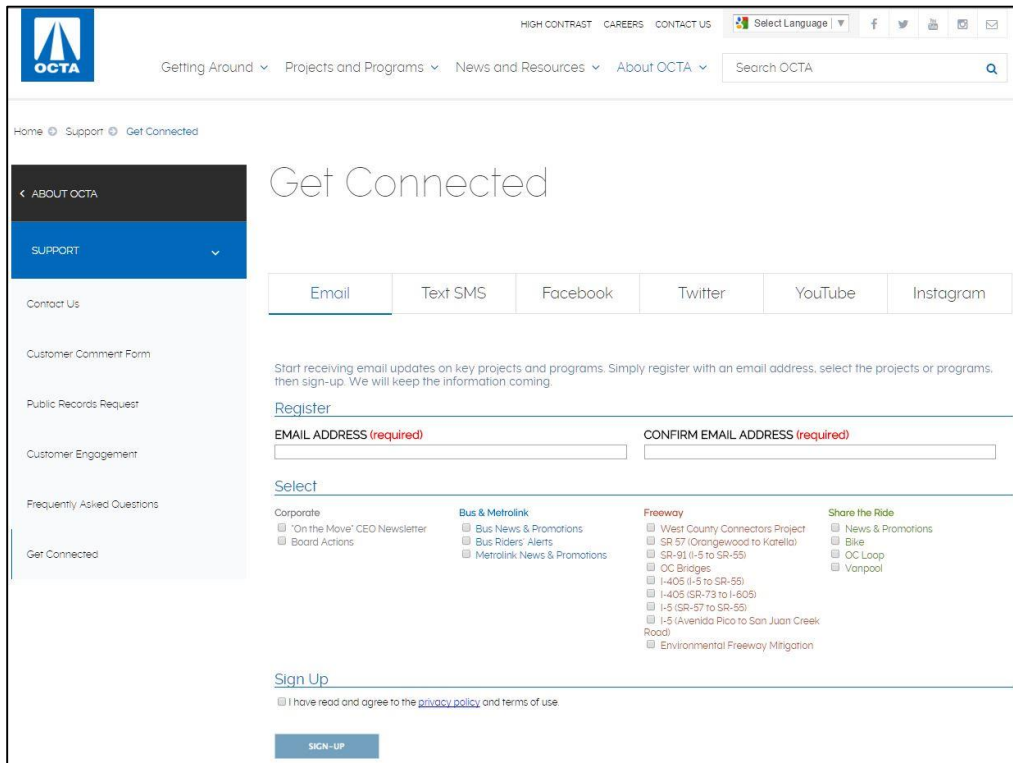 HIGH CONTRAST CAREERS CONTACT US Select Language
OCTA
Getting Around Projects and Programs News and Resources About OCTA Search OCTA
Home Support Get Connected
ABOUT OCTA
SUPPORT
Contact Us
Customer Comment Form
Public Records Request
Customer Engagement
Frequently Asked Questions
Get Connected
Get Connected
Email Text SMS Facebook Twitter YouTube Instagram
Start receiving email updates on key projects and programs. Simply register with an email address, select the projects or programs,
then sign-up. We will keep the information coming.
Register
EMAIL ADDRESS (required) CONFIRM EMAIL ADDRESS (required)
Select
Corporate
"On the Move" CEO Newsletter
Board Actions
Bus & Metrolink
Bus News & Promotions
Bus Riders' Alerts
Metrolink News & Promotions
Freeway
West County Connectors Project
SR 57 (Orangewood to Katella)
SR-91 (I-5 to SR-55)
OC Bridges
I-405 (I-5 to SR-55)
I-405 (SR-73 to I-605)
I-5 (SR-57 to SR-55)
I-5 (Avenida Pico to San Juan Creek
Road)
Environmental Freeway Mitigation
Share the Ride
News & Promotions
Bike
OC Loop
Vanpool
Sign Up
I have read and agree to the privacy policy and terms of use.
SIGN-UP